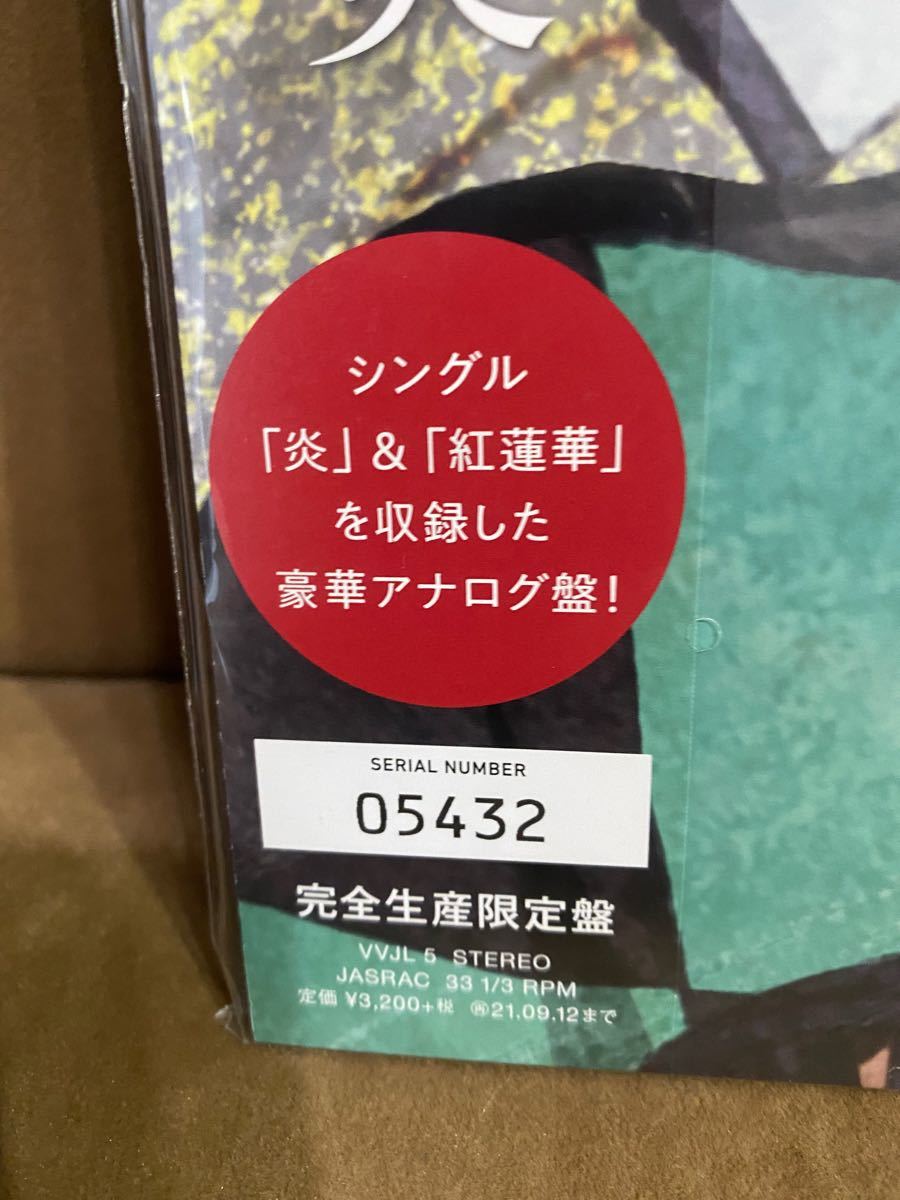 炎
シングル
「炎」&「紅蓮華」
を収録した
豪華アナログ盤!
SERIAL NUMBER
05432
完全生産限定盤
VVJL 5 STEREO
JASRAC 33 1/3 RPM
定価 ¥3,200+税 ㊢21,09.12まで